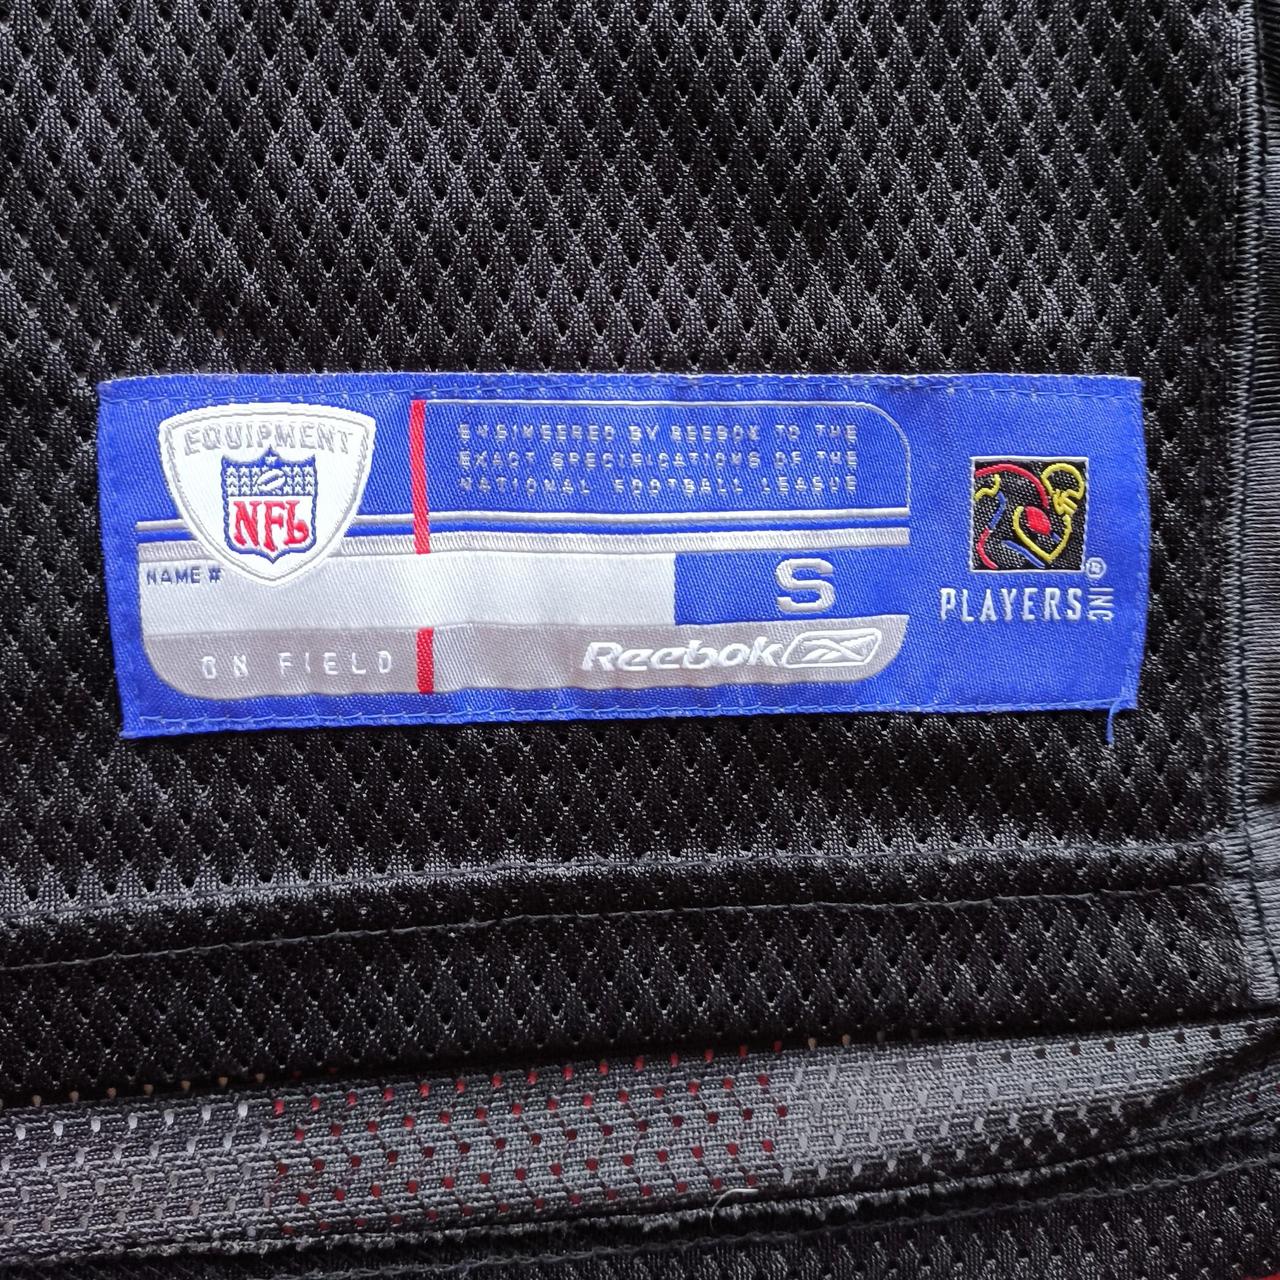 EQUIPMENT
NFL
ENGINEERED BY REEBOK TO THE
EXACT SPECIFICATIONS OF THE
NATIONAL FOOTBALL LEAGUE
NAME #
S
ON FIELD
Reebok
PLAYERS INC ®